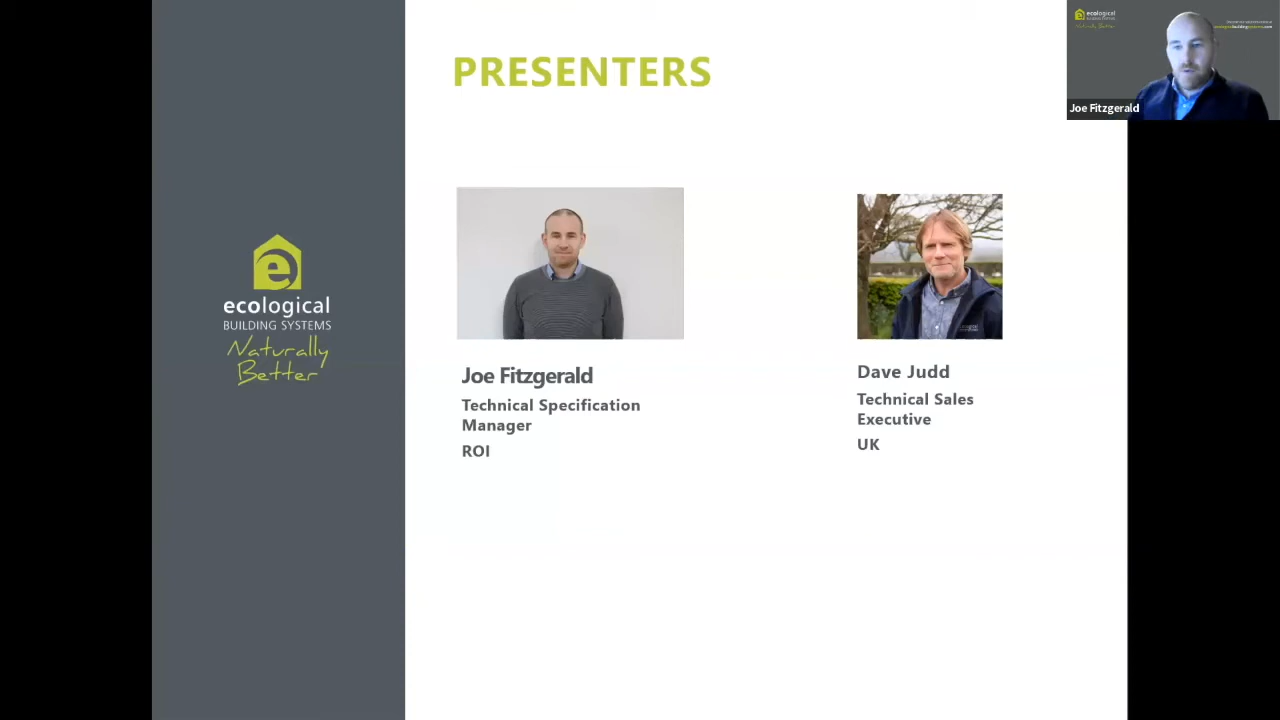 PRESENTERS
ecological
BUILDING SYSTEMS
Naturally
Better
Joe Fitzgerald
Technical Specification
Manager
ROI
Dave Judd
Technical Sales
Executive
UK
ecological
Joe Fitzgerald